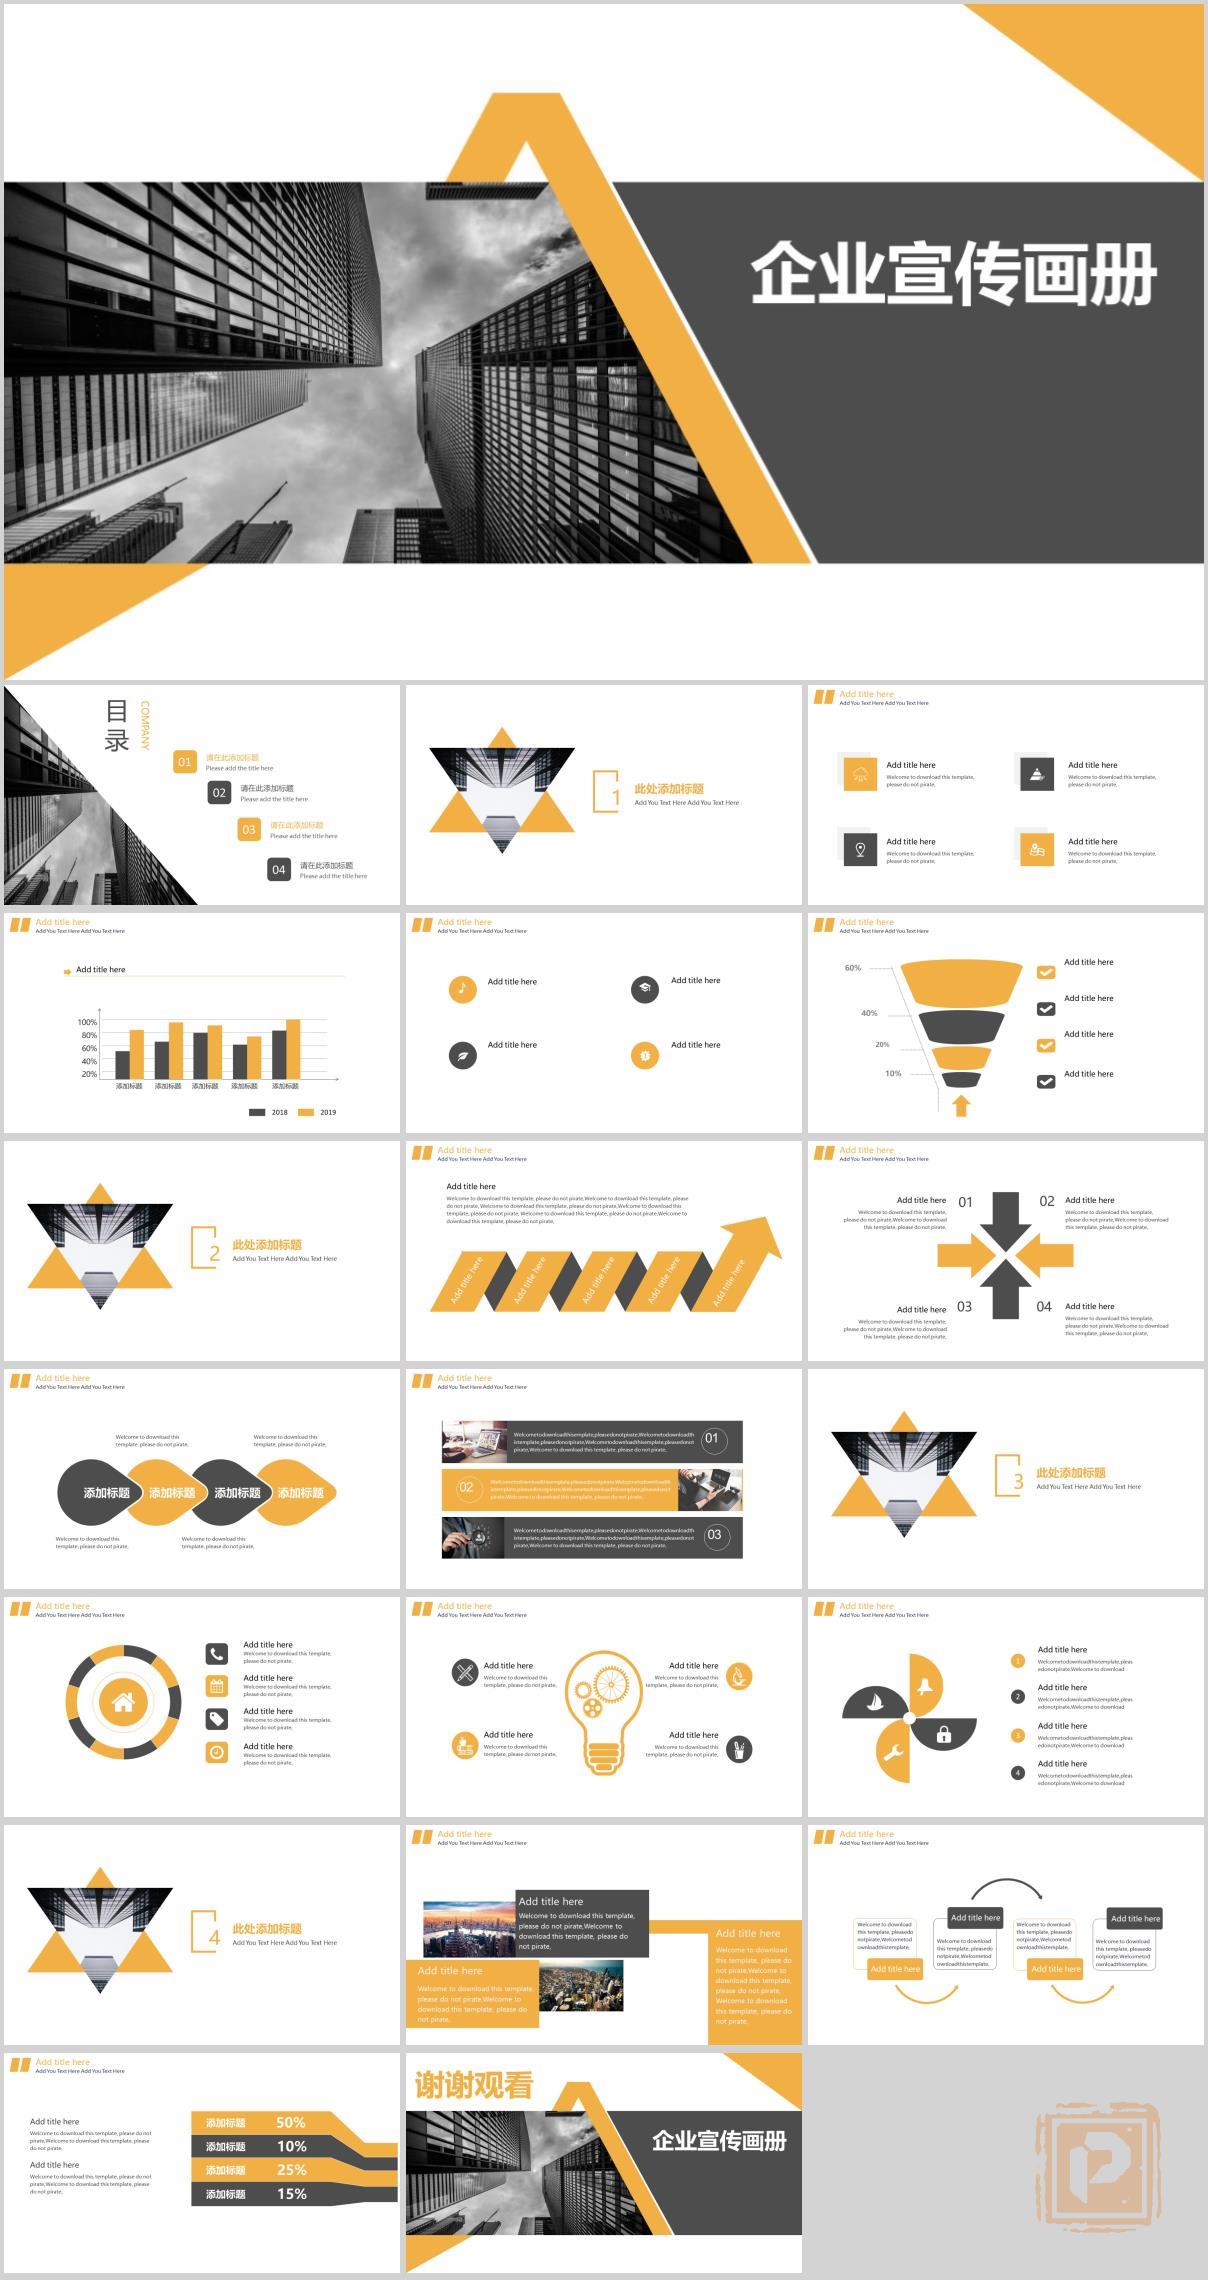 企业宣传画册
目录
COMPANY
01
请在此添加标题
Please add the title here
02
请在此添加标题
Please add the title here
03
请在此添加标题
Please add the title here
04
请在此添加标题
Please add the title here
1
此处添加标题
Add You Text Here Add You Text Here
Add title here
Add You Text Here Add You Text Here
Add title here
Welcome to download this template,
please do not pirate,
Add title here
Welcome to download this template,
please do not pirate,
Add title here
Welcome to download this template,
please do not pirate,
Add title here
Welcome to download this template,
please do not pirate,
Add title here
Add You Text Here Add You Text Here
Add title here
100%
80%
60%
40%
20%
添加标题
添加标题
添加标题
添加标题
添加标题
2018
2019
Add title here
Add You Text Here Add You Text Here
Add title here
Add title here
Add title here
Add title here
Add title here
Add You Text Here Add You Text Here
60%
40%
20%
10%
Add title here
Add title here
Add title here
Add title here
2
此处添加标题
Add You Text Here Add You Text Here
Add title here
Add You Text Here Add You Text Here
Add title here
Welcome to download this template, please do not pirate,Welcome to download this template, please
do not pirate, Welcome to download this template, please do not pirate,Welcome to download this
template, please do not pirate, Welcome to download this template, please do not pirate,Welcome to
download this template, please do not pirate,
Add title here
Add title here
Add title here
Add title here
Add title here
Add title here
Add You Text Here Add You Text Here
Add title here
Welcome to download this template,
please do not pirate,Welcome to download
this template, please do not pirate,
01
02
Add title here
Welcome to download this template,
please do not pirate,Welcome to download
this template, please do not pirate,
Add title here
Welcome to download this template,
please do not pirate,Welcome to download
this template, please do not pirate,
03
04
Add title here
Welcome to download this template,
please do not pirate,Welcome to download
this template, please do not pirate,
Add title here
Add You Text Here Add You Text Here
Welcome to download this
template, please do not pirate,
Welcome to download this
template, please do not pirate,
添加标题
添加标题
添加标题
添加标题
Welcome to download this
template, please do not pirate,
Welcome to download this
template, please do not pirate,
Add title here
Add You Text Here Add You Text Here
Welcometodownloadthistemplate,pleasedonotpirate,Welcometodownloadth
istemplate,pleasedonotpirate,Welcometodownloadthistemplate,pleasedonot
pirate,Welcome to download this template, please do not pirate,
01
02
Welcometodownloadthistemplate,pleasedonotpirate,Welcometodownloadth
istemplate,pleasedonotpirate,Welcometodownloadthistemplate,pleasedonot
pirate,Welcome to download this template, please do not pirate,
Welcometodownloadthistemplate,pleasedonotpirate,Welcometodownloadth
istemplate,pleasedonotpirate,Welcometodownloadthistemplate,pleasedonot
pirate,Welcome to download this template, please do not pirate,
03
3
此处添加标题
Add You Text Here Add You Text Here
Add title here
Add You Text Here Add You Text Here
Add title here
Welcome to download this template,
please do not pirate,
Add title here
Welcome to download this template,
please do not pirate,
Add title here
Welcome to download this template,
please do not pirate,
Add title here
Welcome to download this template,
please do not pirate,
Add title here
Add You Text Here Add You Text Here
Add title here
Welcome to download this
template, please do not pirate,
Add title here
Welcome to download this
template, please do not pirate,
Add title here
Welcome to download this
template, please do not pirate,
Add title here
Welcome to download this
template, please do not pirate,
Add title here
Add You Text Here Add You Text Here
1
Add title here
Welcometodownloadthistemplate,pleas
edonotpirate,Welcome to download
2
Add title here
Welcometodownloadthistemplate,pleas
edonotpirate,Welcome to download
3
Add title here
Welcometodownloadthistemplate,pleas
edonotpirate,Welcome to download
4
Add title here
Welcometodownloadthistemplate,pleas
edonotpirate,Welcome to download
4
此处添加标题
Add You Text Here Add You Text Here
Add title here
Add You Text Here Add You Text Here
Add title here
Welcome to download this template,
please do not pirate,Welcome to
download this template, please do
not pirate,
Add title here
Welcome to download this template,
please do not pirate,Welcome to
download this template, please do
not pirate,
Add title here
Welcome to download
this template, please do
not pirate,Welcome to
download this template,
please do not pirate,
Welcome to download
this template, please do
not pirate,
Add title here
Add You Text Here Add You Text Here
Welcome to download
this template, pleasedo
notpirate,Welcometod
ownloadthistemplate,
Add title here
Add title here
Welcome to download
this template, pleasedo
notpirate,Welcometod
ownloadthistemplate,
Welcome to download
this template, pleasedo
notpirate,Welcometod
ownloadthistemplate,
Add title here
Add title here
Welcome to download
this template, pleasedo
notpirate,Welcometod
ownloadthistemplate,
Add title here
Add You Text Here Add You Text Here
Add title here
Welcome to download this template, please do not
pirate,Welcome to download this template, please
do not pirate,
Add title here
Welcome to download this template, please do not
pirate,Welcome to download this template, please
do not pirate,
添加标题 50%
添加标题 10%
添加标题 25%
添加标题 15%
谢谢观看
企业宣传画册